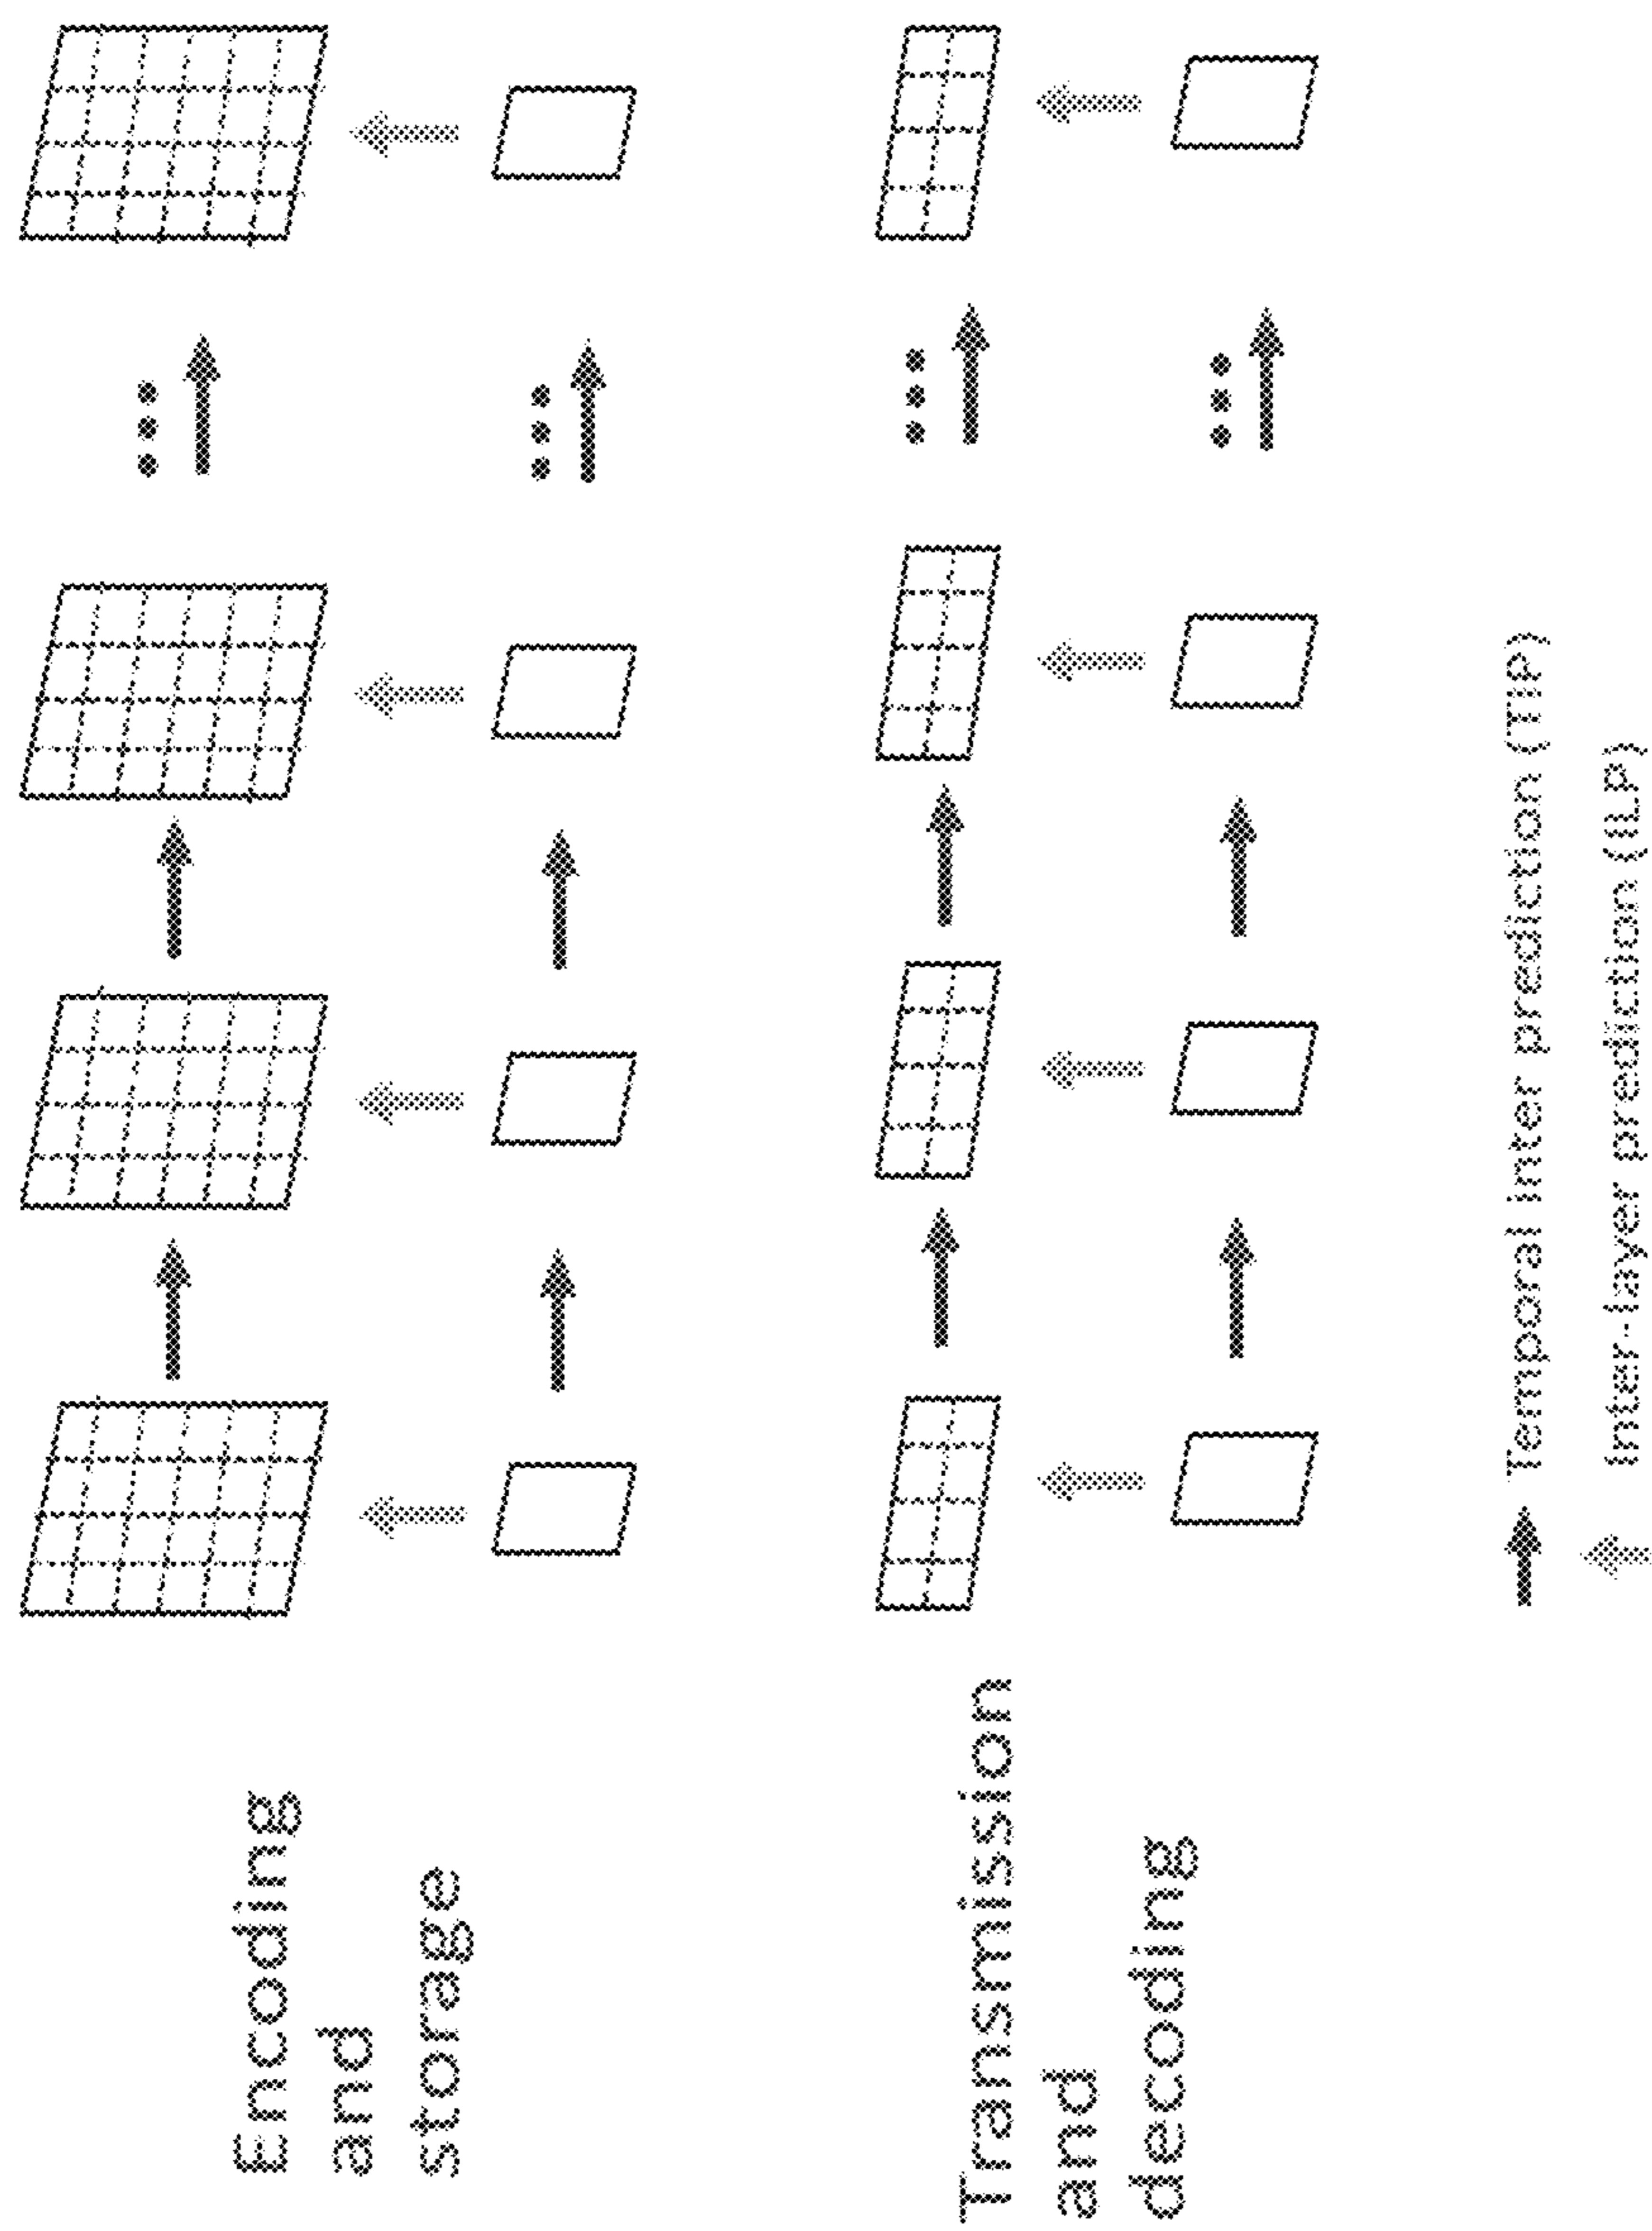 Encoding
and
storage
Transmission
and
decoding
Temporal inter prediction (TIP)
Inter-layer prediction (ILP)